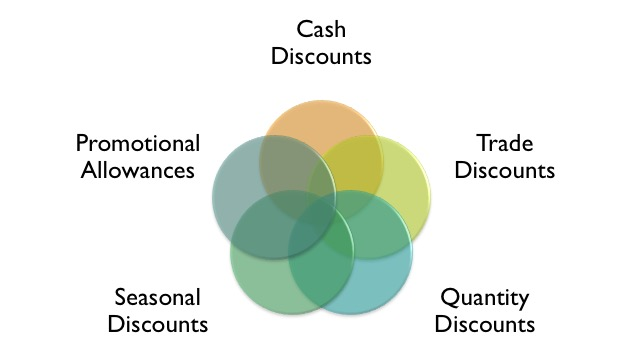 Cash
Discounts
Promotional
Allowances
Trade
Discounts
Seasonal
Discounts
Quantity
Discounts